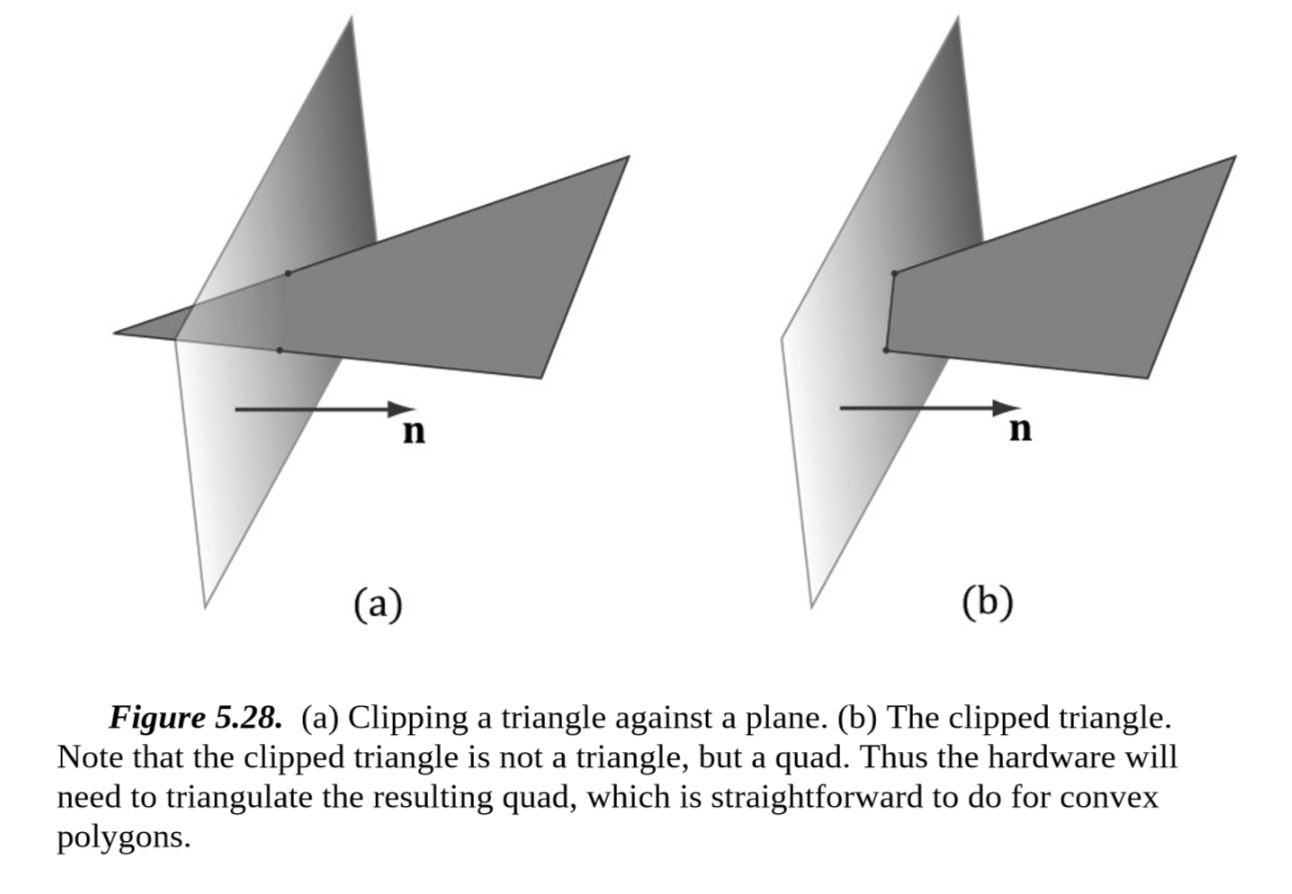 n
n
(a)
(b)
Figure 5.28. (a) Clipping a triangle against a plane. (b) The clipped triangle.
Note that the clipped triangle is not a triangle, but a quad. Thus the hardware will
need to triangulate the resulting quad, which is straightforward to do for convex
polygons.